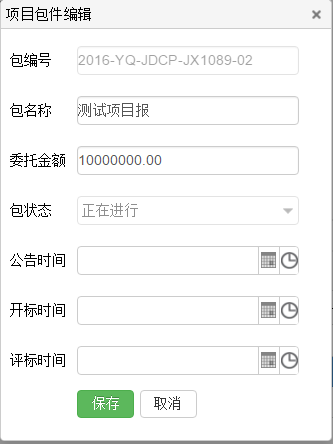 项目包件编辑
包编号 2016-YQ-JDCP-JX1089-02
包名称 测试项目报
委托金额 10000000.00
包状态 正在进行
公告时间
开标时间
评标时间
保存 取消